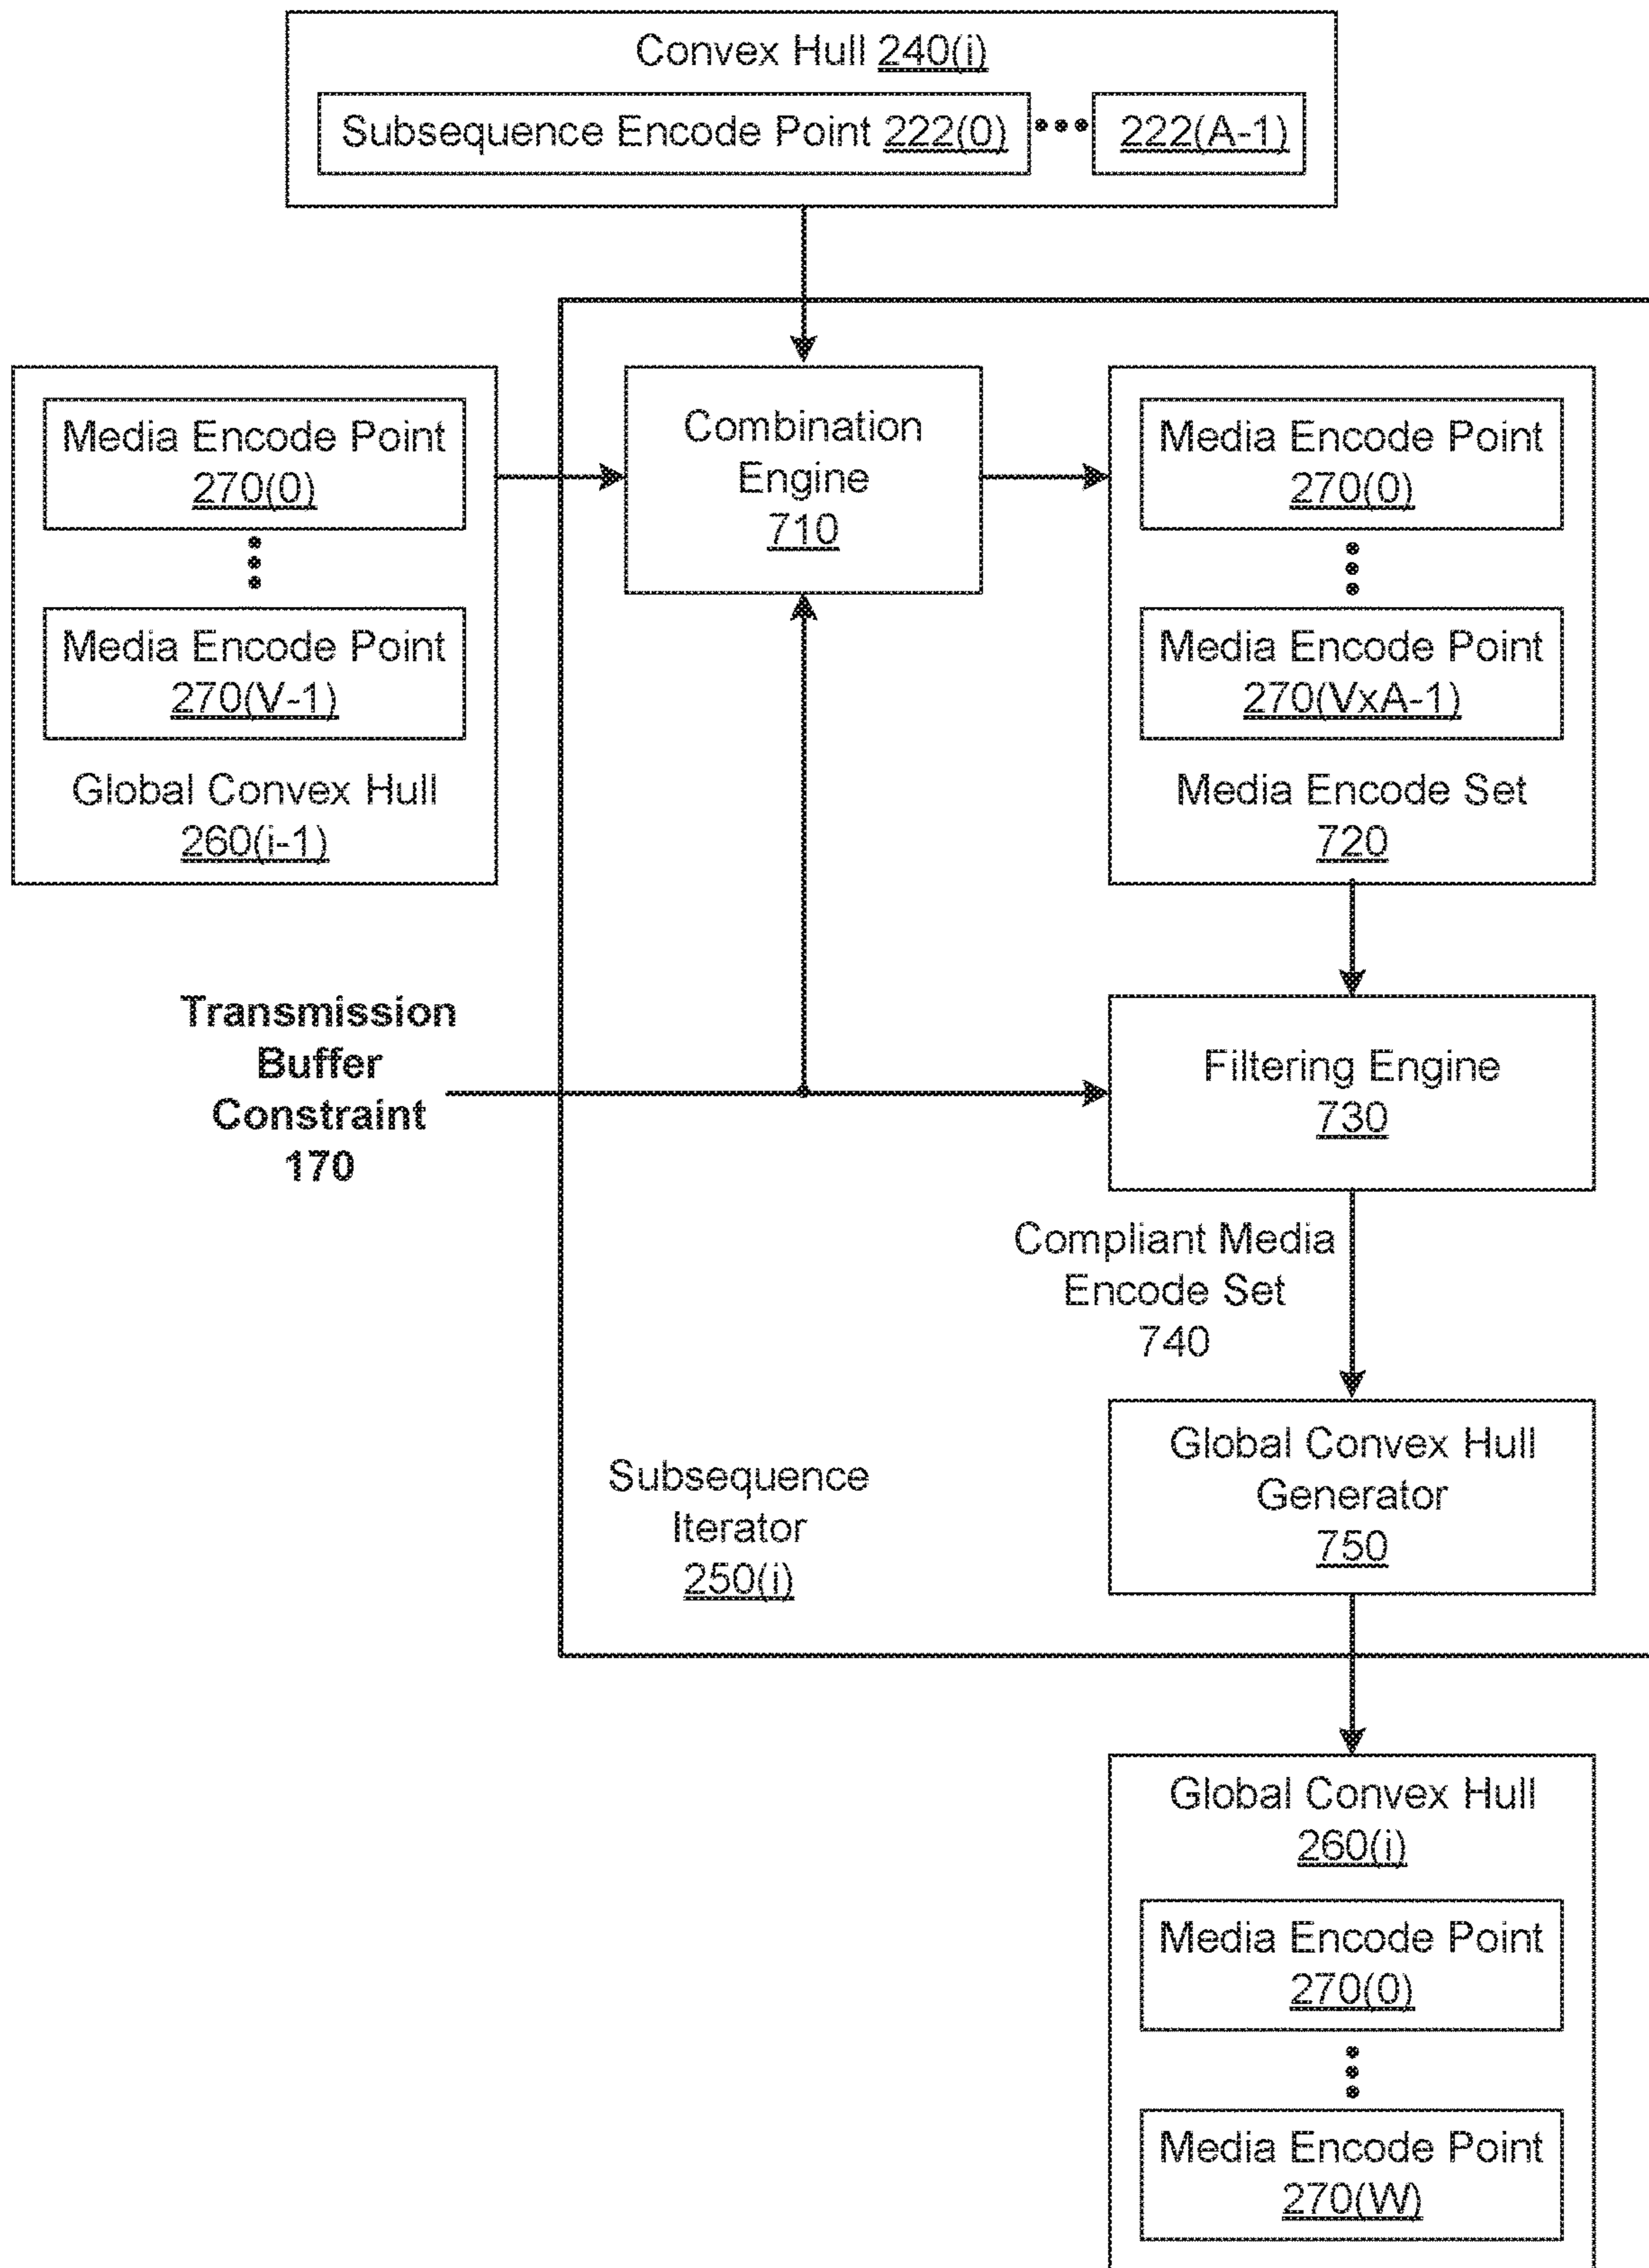 Convex Hull 240(i)
Subsequence Encode Point 222(0) ••• 222(A-1)
Media Encode Point
270(0)
Media Encode Point
270(V-1)
Global Convex Hull
260(i-1)
Combination
Engine
710
Media Encode Point
270(0)
Media Encode Point
270(VxA-1)
Media Encode Set
720
Transmission
Buffer
Constraint
170
Filtering Engine
730
Compliant Media
Encode Set
740
Subsequence
Iterator
250(i)
Global Convex Hull
Generator
750
Global Convex Hull
260(i)
Media Encode Point
270(0)
Media Encode Point
270(W)